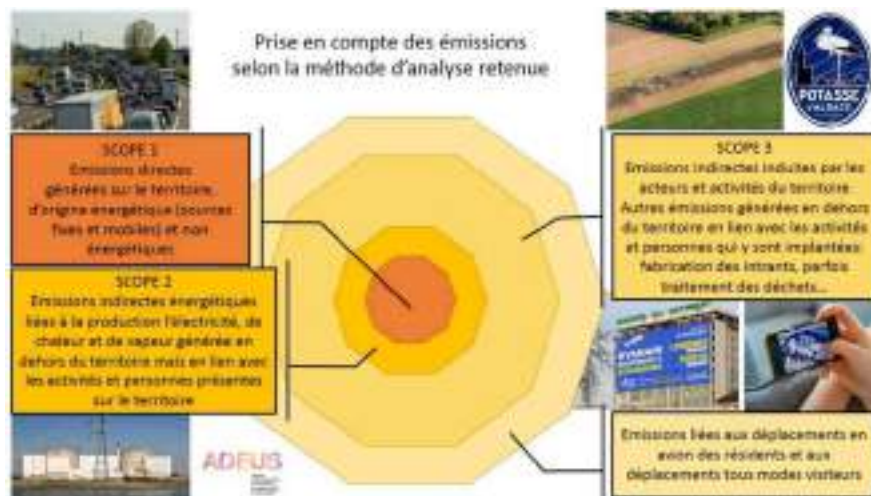 Prise en compte des émissions
selon la méthode d'analyse retenue
POTASSE
D'ALSACE
SCOPE 1
Emissions directes
générées sur le territoire,
d'origine énergétique (sources
fixes et mobiles) et non
énergétiques
SCOPE 2
Emissions indirectes énergétiques
liées à la production l'électricité, de
chaleur et de vapeur générée en
dehors du territoire mais en lien avec
les activités et personnes présentes
sur le territoire
SCOPE 3
Emissions indirectes induites par les
acteurs et activités du territoire
Autres émissions générées en dehors
du territoire en lien avec les activités
et personnes qui y sont implantées:
fabrication des intrants, parfois
traitement des déchets...
Emissions liées aux déplacements en
avion des résidents et aux
déplacements tous modes visiteurs
ADEUS